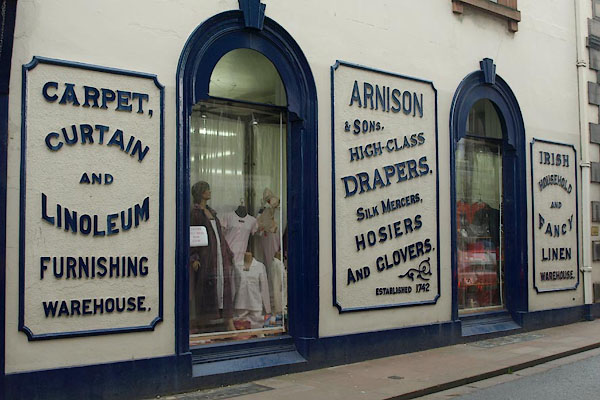 CARPET,
CURTAIN
AND
LINOLEUM
FURNISHING
WAREHOUSE.
ARNISON
& SONS,
HIGH-CLASS
DRAPERS.
SILK MERCERS,
HOSIERS
AND GLOVERS.
ESTABLISHED 1742
IRISH
HOUSEHOLD
AND
FANCY
LINEN
WAREHOUSE.